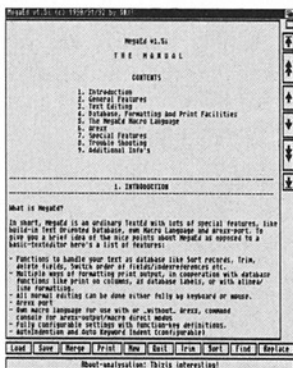 MegaEd v1.5i (c) 1990/91/92 by
MegaEd v1.5i
THE MANUAL
CONTENTS
1. Introduction
2. General Features
3. Text Editing
4. Database, Formatting And Print Facilities
5. The MegaEd Macro Language
6. Arexx
7. Special Features
8. Trouble Shooting
9. Additional Info's
1. INTRODUCTION
What is MegaEd?
In short, MegaEd is an ordinary TextEd with lots of special features, like
build-in Text Oriented Database, own Macro Language and arexx-port. To
give you a brief idea of the nice points about MegaEd as opposed to a
basic-texteditor here's a list of features:
- Functions to handle your text as database like Sort records, Trim,
delete fields, Switch order of fields/indexreferences etc.
- Multiple ways of formatting print output, in cooperation with database
functions like print on columns, as database labels, or with
line formatting.
- all normal editing can be done either fully by keyboard or mouse.
- Arexx port
- Own macro language for use with or .without. Arexx, command
console for arexx-output/macro direct modus
- Fully configurable settings with function-key definitions.
- AutoIndention and Auto Keyword Indent (configurable)
Load Save Merge Print New Quit Trim Sort Find Replace
About-analysation: This is interesting!